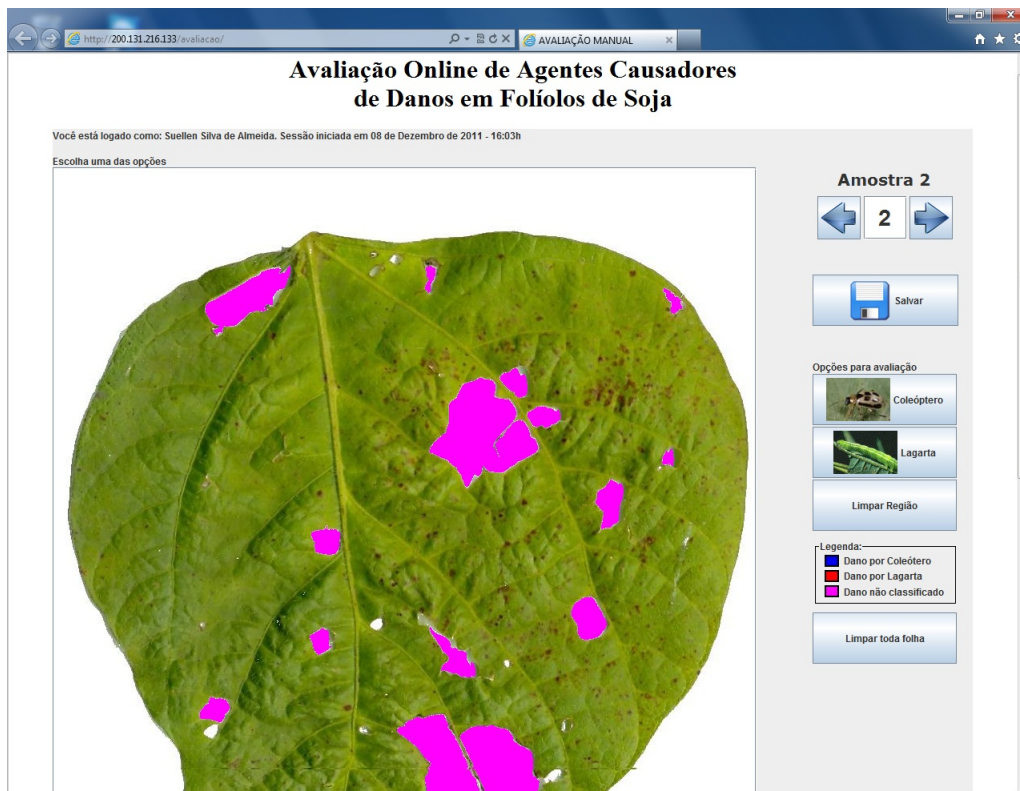 http://200.131.216.133/avaliacao/
AVALIAÇÃO MANUAL
Avaliação Online de Agentes Causadores
de Danos em Folíolos de Soja
Você está logado como: Suellen Silva de Almeida. Sessão iniciada em 08 de Dezembro de 2011 - 16:03h
Escolha uma das opções
Amostra 2
2
Salvar
Opções para avaliação
Coleóptero
Lagarta
Limpar Região
Legenda:
Dano por Coleótero
Dano por Lagarta
Dano não classificado
Limpar toda folha